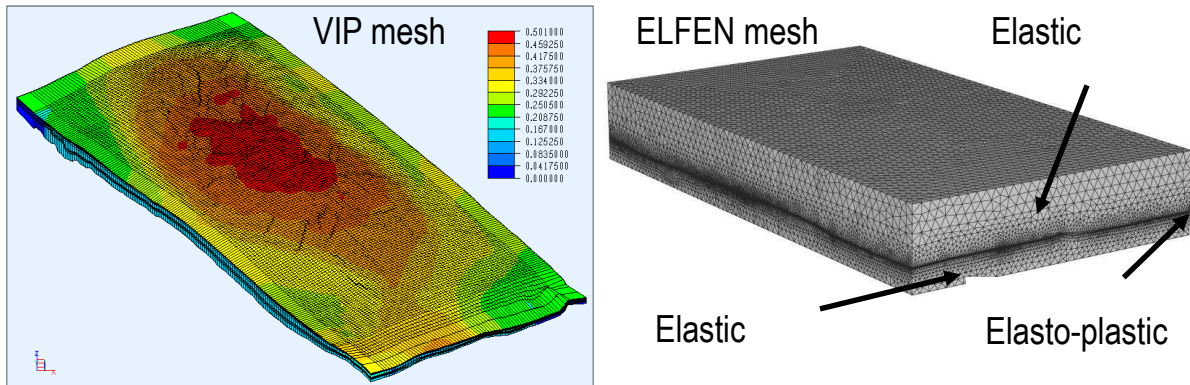 VIP mesh
0.501000
0.459250
0.417500
0.375750
0.334000
0.292250
0.250500
0.208750
0.167000
0.125250
0.0835000
0.0417500
0.000000
Z
X
ELFEN mesh
Elastic
Elastic
Elasto-plastic